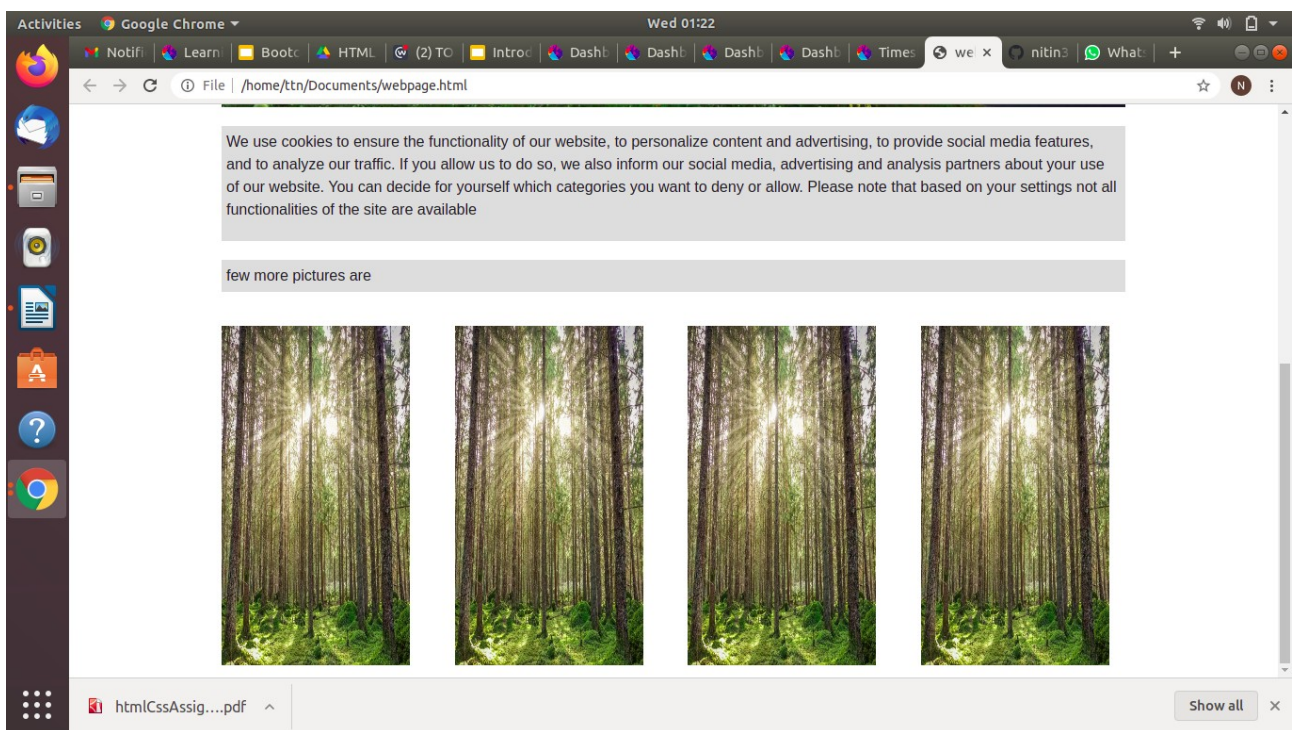 Activities Google Chrome Wed 01:22
Notifi Learn Bootc HTML (2) TO Introd Dashb Dashb Dashb Dashb Times we nitin3 Whats +
File /home/ttn/Documents/webpage.html N
We use cookies to ensure the functionality of our website, to personalize content and advertising, to provide social media features,
and to analyze our traffic. If you allow us to do so, we also inform our social media, advertising and analysis partners about your use
of our website. You can decide for yourself which categories you want to deny or allow. Please note that based on your settings not all
functionalities of the site are available
few more pictures are
htmlCssAssig....pdf Show all